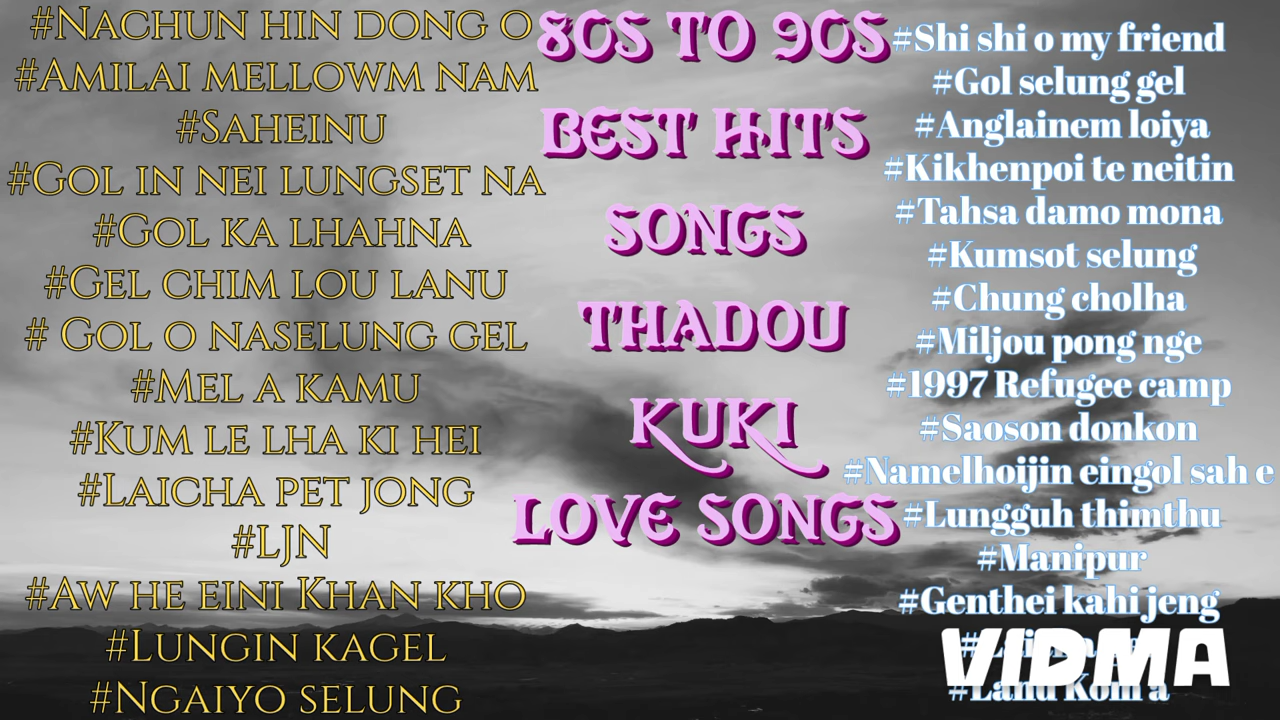 #Nachun hin dong o
#Amilai mellowm nam
#Saheinu
#Gol in nei lungset na
#Gol ka lhahna
#Gel chim lou lanu
# Gol o naselung gel
#Mel a kamu
#Kum le lha ki hei
#Laicha pet jong
#LJN
#Aw he eini Khan kho
#Lungin kagel
#Ngaiyo selung
80s to 90s
Best Hits
Songs
Thadou
Kuki
Love Songs
#Shi shi o my friend
#Gol selung gel
#Anglainem loiya
#Kikhenpoi te neitin
#Tahsa damo mona
#Kumsot selung
#Chung cholha
#Miljou pong nge
#1997 Refugee camp
#Saoson donkon
#Namelhoijin eingol sah e
#Lungguh thimthu
#Manipur
#Genthei kahi jeng
#Lanu Kom a
VIDMA